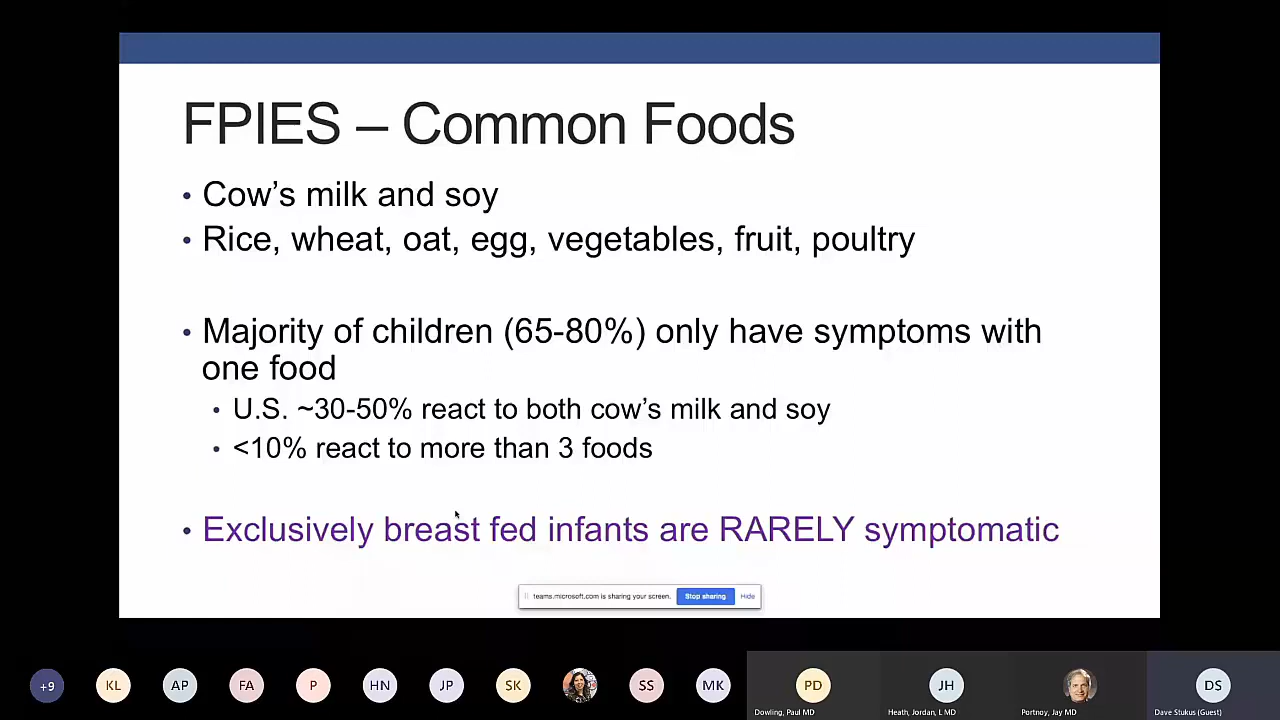 FPIES – Common Foods
• Cow’s milk and soy
• Rice, wheat, oat, egg, vegetables, fruit, poultry
• Majority of children (65-80%) only have symptoms with
one food
• U.S. ~30-50% react to both cow’s milk and soy
• <10% react to more than 3 foods
• Exclusively breast fed infants are RARELY symptomatic
teams.microsoft.com is sharing your screen. Stop sharing Hide
+9 KL AP FA P HN JP SK SS MK PD JH DS
Dowling, Paul MD Heath, Jordan, L MD Portnoy, Jay MD Dave Stukus (Guest)